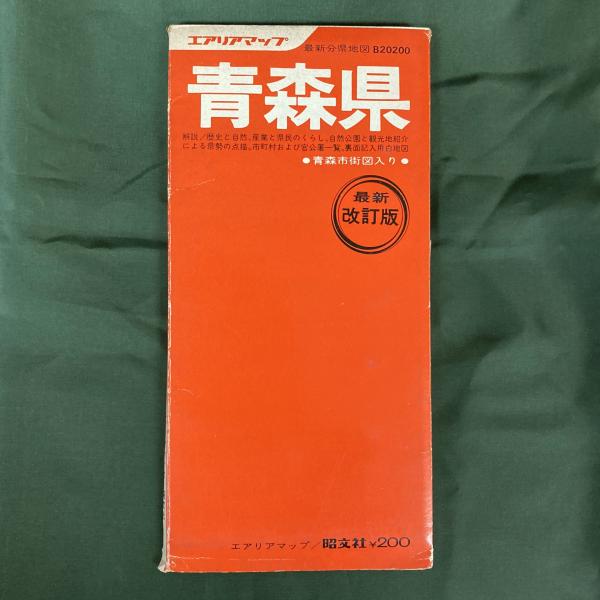 エアリアマップ 最新分県地図 B20200
青森県
解説／歴史と自然、産業と県民のくらし、自然公園と観光地紹介
による県勢の点描。市町村および官公署一覧、裏面記入用白地図
●青森市街図入り●
最新
改訂版
エアリアマップ／昭文社¥200